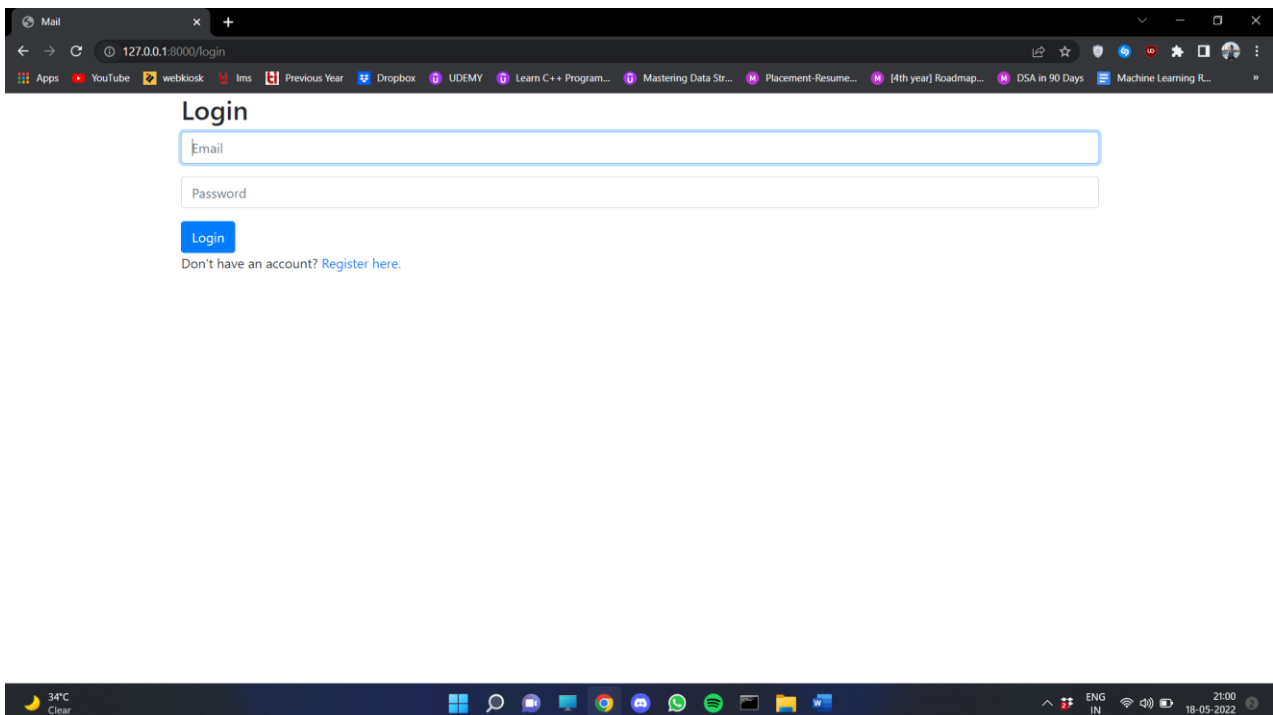 Mail
127.0.0.1:8000/login
Apps YouTube webkiosk lms Previous Year Dropbox UDEMY Learn C++ Program... Mastering Data Str... Placement-Resume... [4th year] Roadmap... DSA in 90 Days Machine Learning R... »
Login
Email
Password
Login
Don't have an account? Register here.
34°C
Clear
ENG
IN
21:00
18-05-2022
2